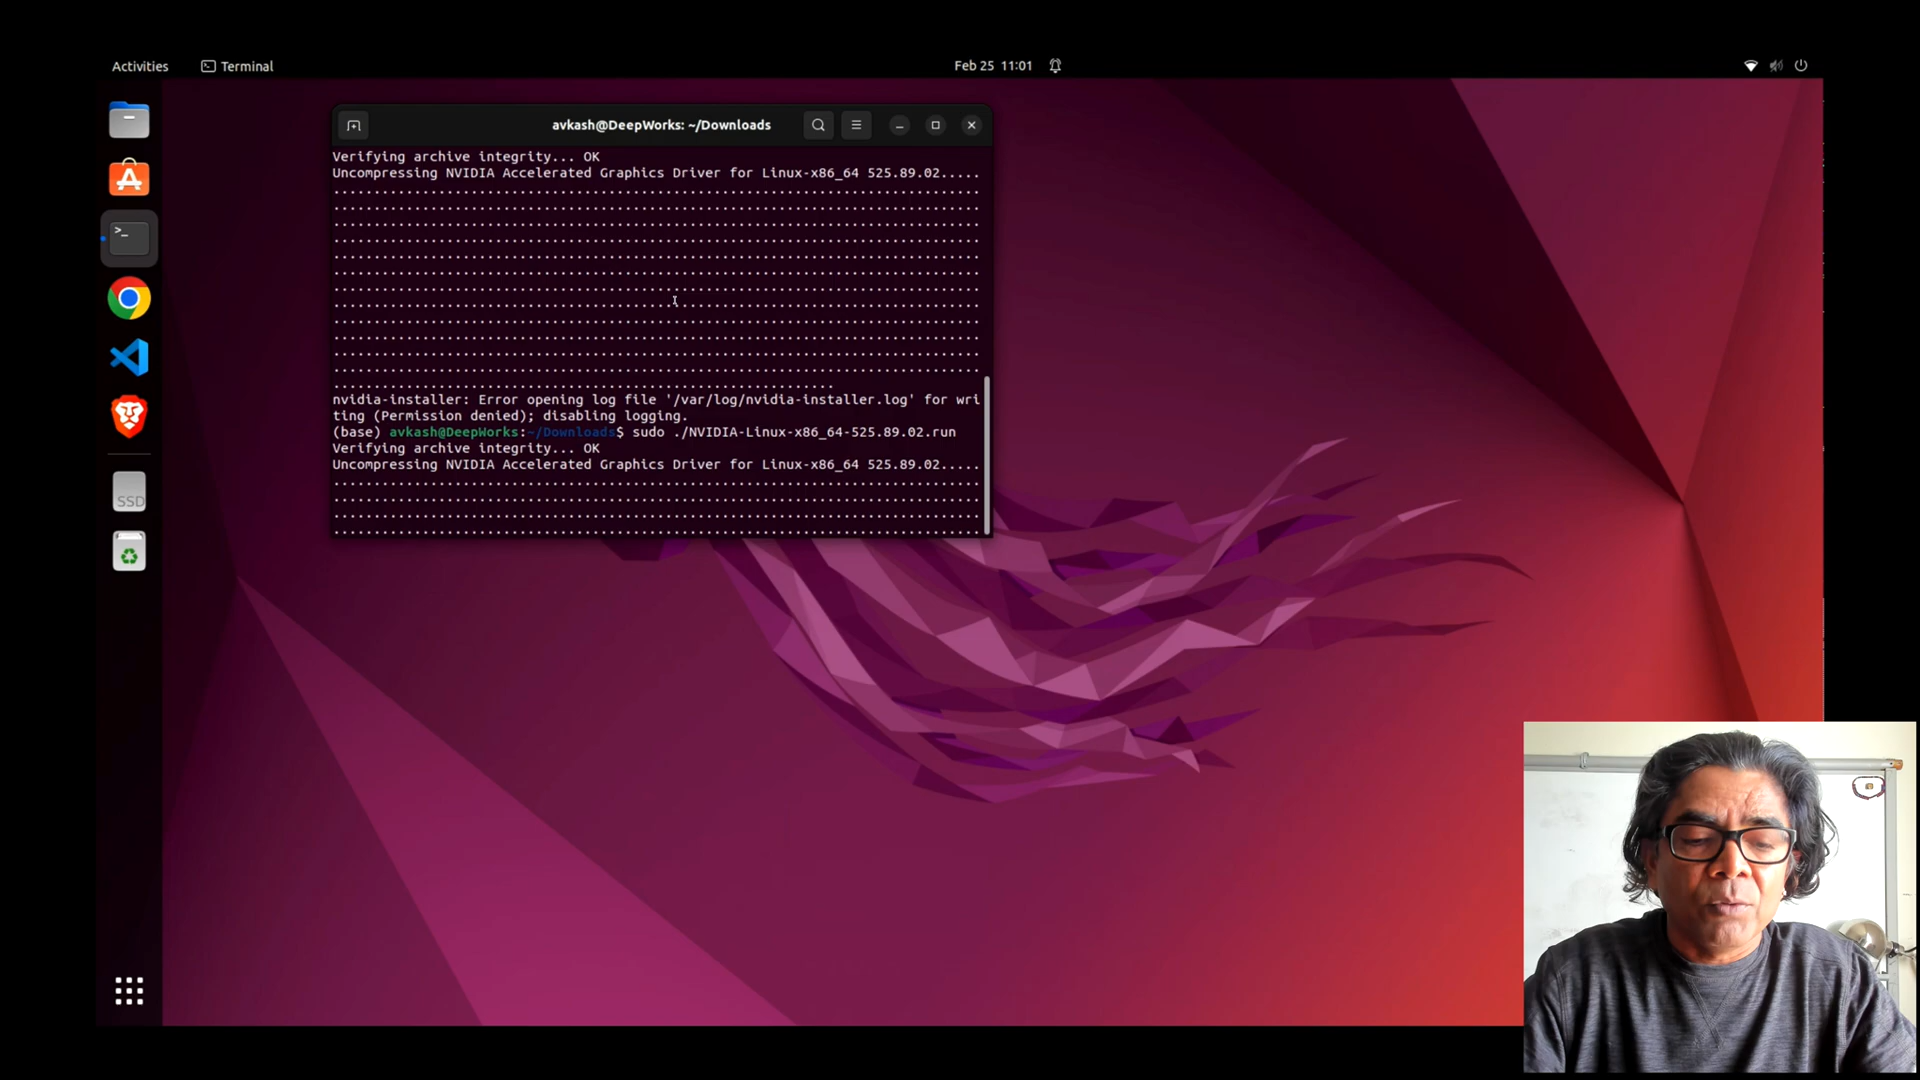 Activities Terminal Feb 25 11:01
avkash@DeepWorks: ~/Downloads
Verifying archive integrity... OK
Uncompressing NVIDIA Accelerated Graphics Driver for Linux-x86_64 525.89.02.....
nvidia-installer: Error opening log file '/var/log/nvidia-installer.log' for wri
ting (Permission denied); disabling logging.
(base) avkash@DeepWorks:~/Downloads$ sudo ./NVIDIA-Linux-x86_64-525.89.02.run
Verifying archive integrity... OK
Uncompressing NVIDIA Accelerated Graphics Driver for Linux-x86_64 525.89.02.....
SSD